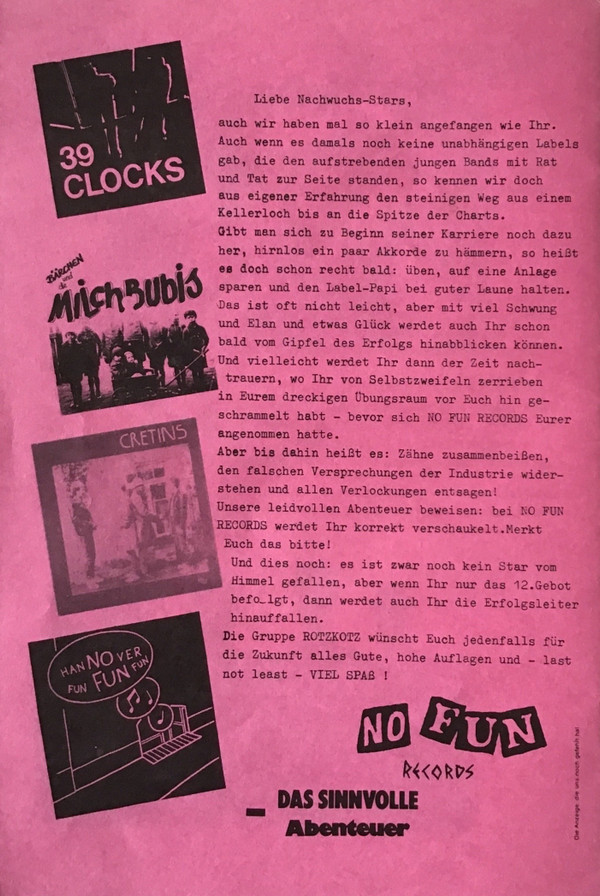 39
CLOCKS
BÄRCHEN
und
die
MilchBubis
CRETINS
HANNOVER
FUN FUN FUN
Liebe Nachwuchs-Stars,
auch wir haben mal so klein angefangen wie Ihr.
Auch wenn es damals noch keine unabhängigen Labels
gab, die den aufstrebenden jungen Bands mit Rat
und Tat zur Seite standen, so kennen wir doch
aus eigener Erfahrung den steinigen Weg aus einem
Kellerloch bis an die Spitze der Charts.
Gibt man sich zu Beginn seiner Karriere noch dazu
her, hirnlos ein paar Akkorde zu hämmern, so heißt
es doch schon recht bald: üben, auf eine Anlage
sparen und den Label-Papi bei guter Laune halten.
Das ist oft nicht leicht, aber mit viel Schwung
und Elan und etwas Glück werdet auch Ihr schon
bald vom Gipfel des Erfolgs hinabblicken können.
Und vielleicht werdet Ihr dann der Zeit nach-
trauern, wo Ihr von Selbstzweifeln zerrieben
in Eurem dreckigen Übungsraum vor Euch hin ge-
schrammelt habt - bevor sich NO FUN RECORDS Eurer
angenommen hatte.
Aber bis dahin heißt es: Zähne zusammenbeißen,
den falschen Versprechungen der Industrie wider-
stehen und allen Verlockungen entsagen!
Unsere leidvollen Abenteuer beweisen: bei NO FUN
RECORDS werdet Ihr korrekt verschaukelt.Merkt
Euch das bitte!
Und dies noch: es ist zwar noch kein Star vom
Himmel gefallen, aber wenn Ihr nur das 12.Gebot
befo_lgt, dann werdet auch Ihr die Erfolgsleiter
hinauffallen.
Die Gruppe ROTZKOTZ wünscht Euch jedenfalls für
die Zukunft alles Gute, hohe Auflagen und - last
not least - VIEL SPAß !
NO FUN
RECORDS
- DAS SINNVOLLE
Abenteuer
Die Anzeige, die uns noch gefehlt hat